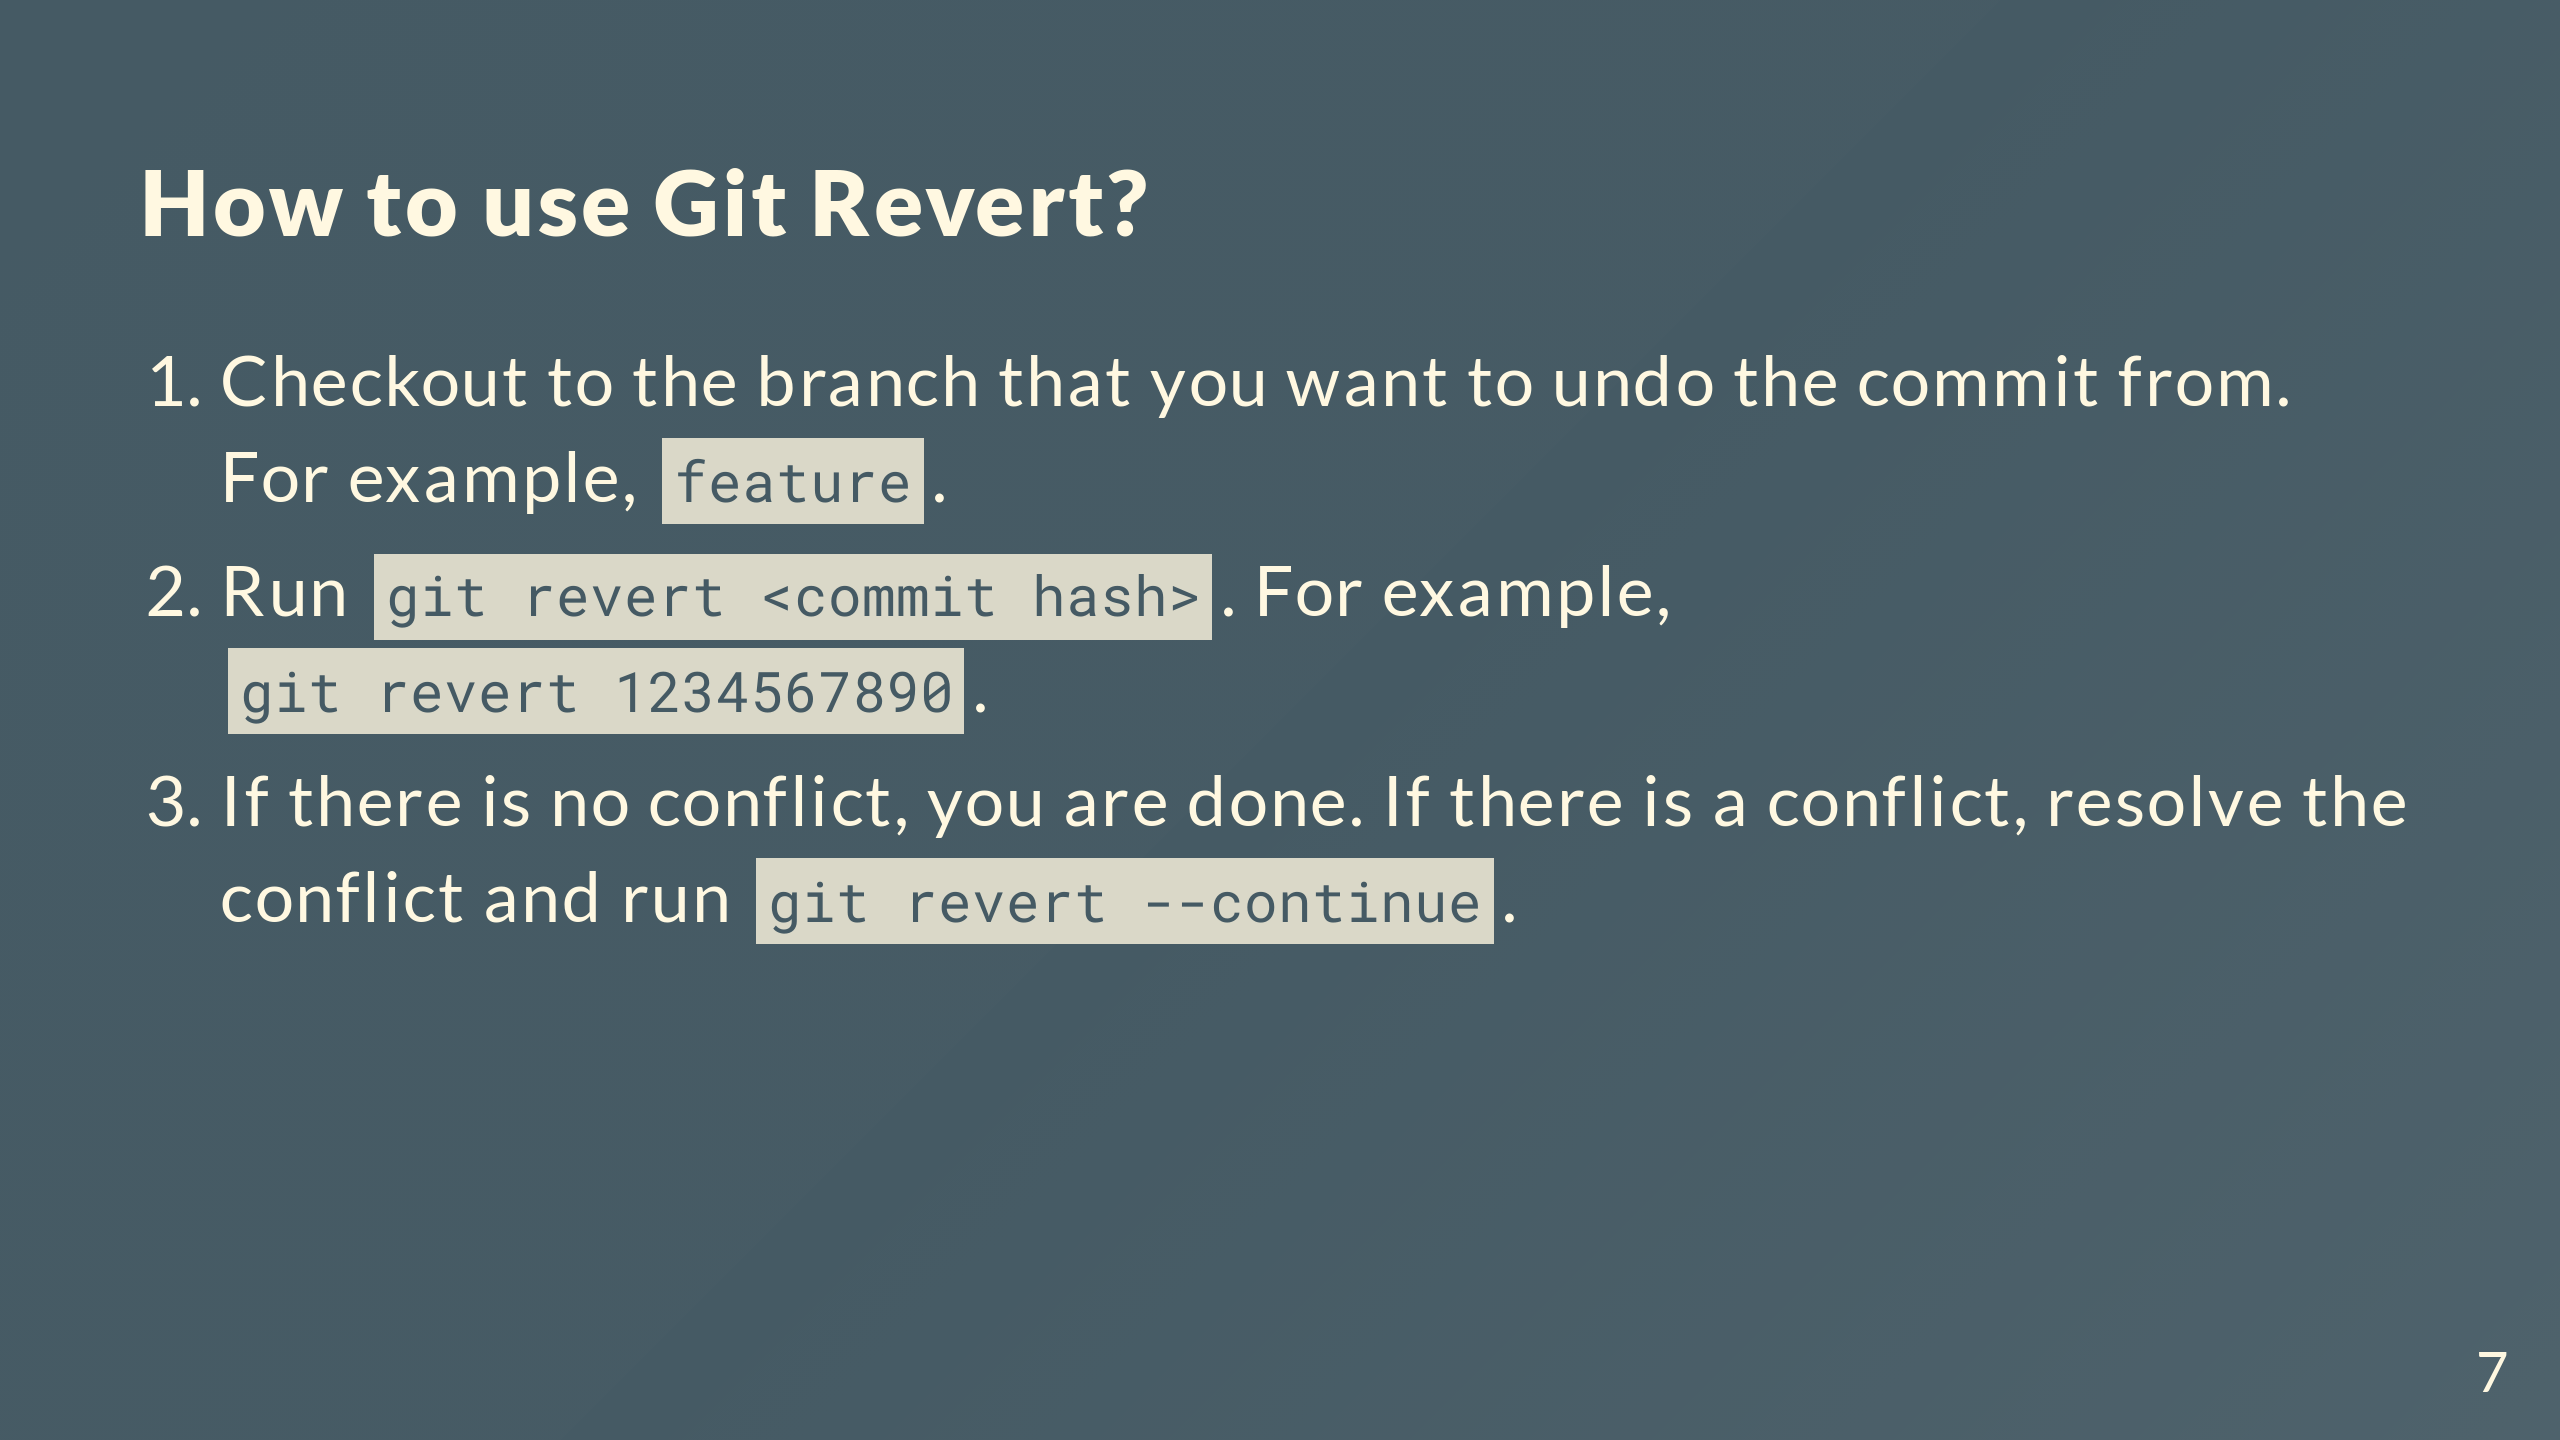 How to use Git Revert?
1. Checkout to the branch that you want to undo the commit from.
For example, feature.
2. Run git revert <commit hash>. For example,
git revert 1234567890.
3. If there is no conflict, you are done. If there is a conflict, resolve the
conflict and run git revert --continue.
7